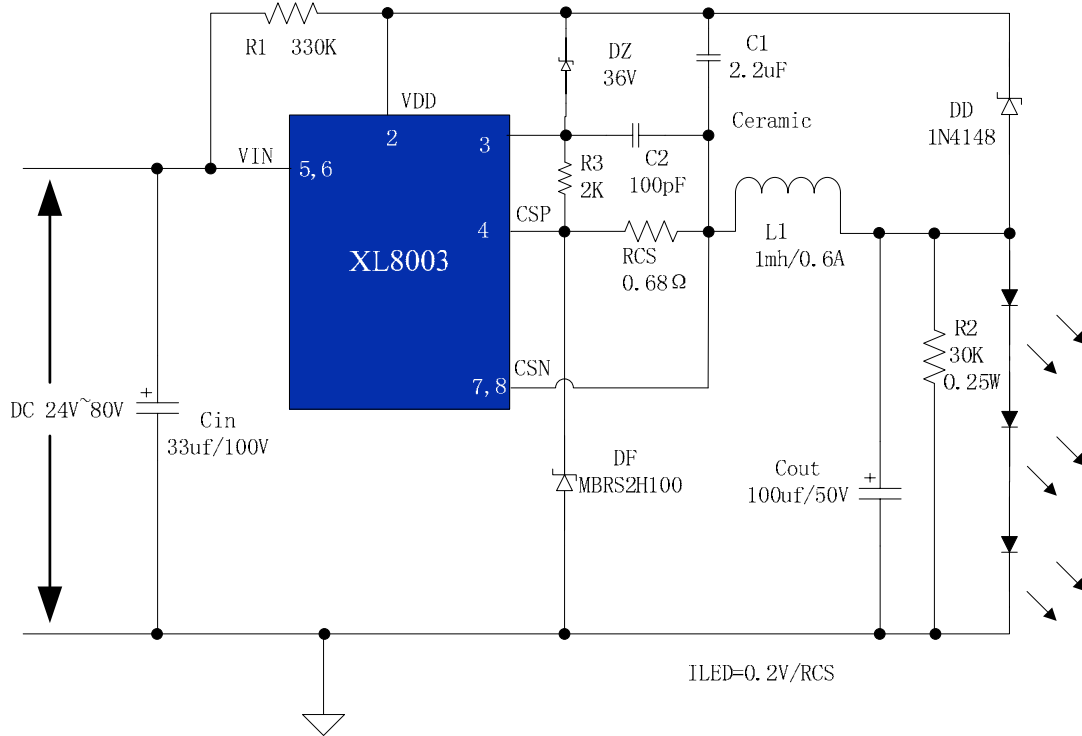 R1 330K
DZ
36V
C1
2.2uF
VDD
2
3
Ceramic
DD
1N4148
VIN
5,6
R3
2K
C2
100pF
CSP
4
XL8003
RCS
0.68Ω
L1
1mh/0.6A
CSN
7,8
R2
30K
0.25W
DC 24V~80V
+
Cin
33uf/100V
DF
MBRS2H100
Cout
100uf/50V
+
ILED=0.2V/RCS